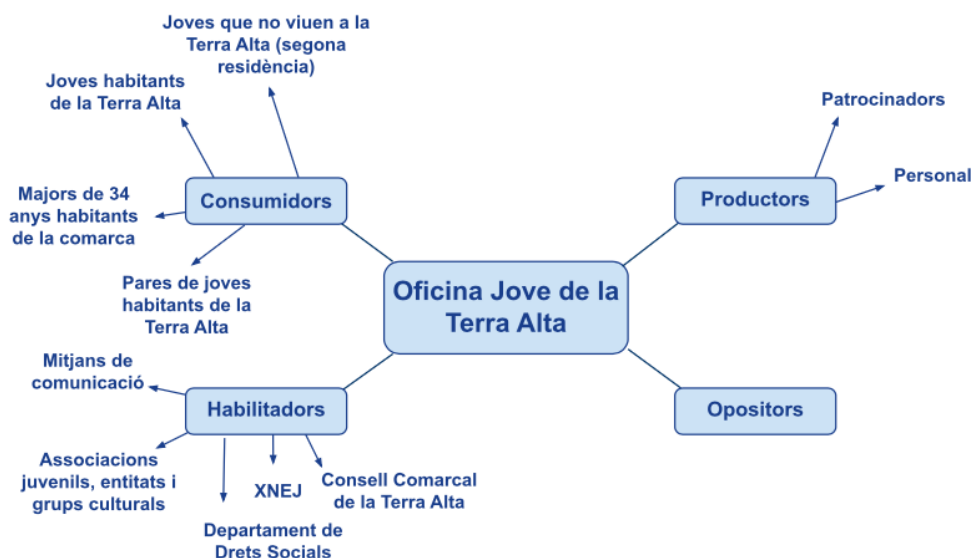 Joves que no viuen a la
Terra Alta (segona
residència)
Joves habitants
de la Terra Alta
Consumidors
Majors de 34
anys habitants
de la comarca
Pares de joves
habitants de la
Terra Alta
Patrocinadors
Personal
Productors
Oficina Jove de la
Terra Alta
Mitjans de
comunicació
Habilitadors
Associacions
juvenils, entitats i
grups culturals
XNEJ
Consell Comarcal
de la Terra Alta
Departament de
Drets Socials
Opositors